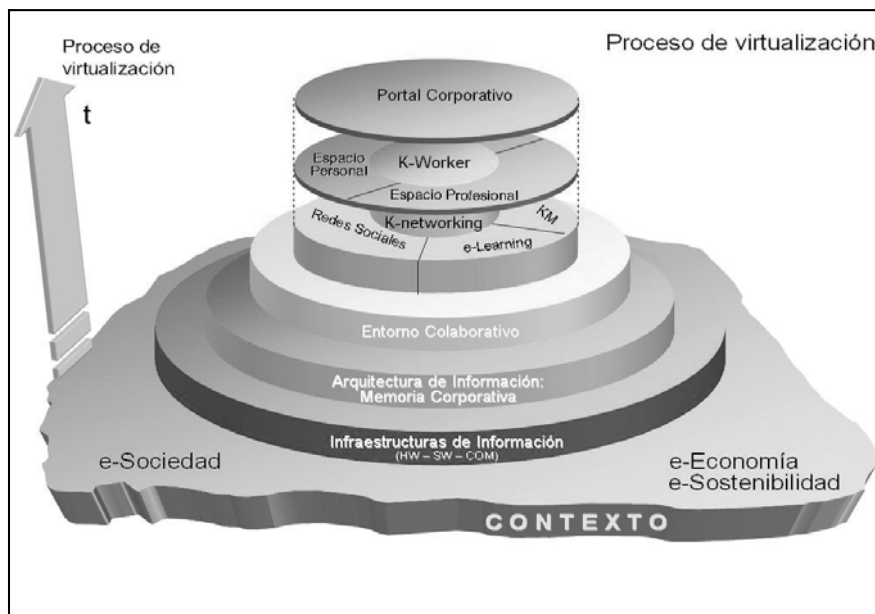 Proceso de
virtualización
Proceso de virtualización
t
Portal Corporativo
Espacio
Personal
K-Worker
Espacio Profesional
Redes Sociales
K-networking
KM
e-Learning
Entorno Colaborativo
Arquitectura de Información:
Memoria Corporativa
Infraestructuras de Información
(HW – SW – COM)
e-Sociedad
e-Economía
e-Sostenibilidad
CONTEXTO